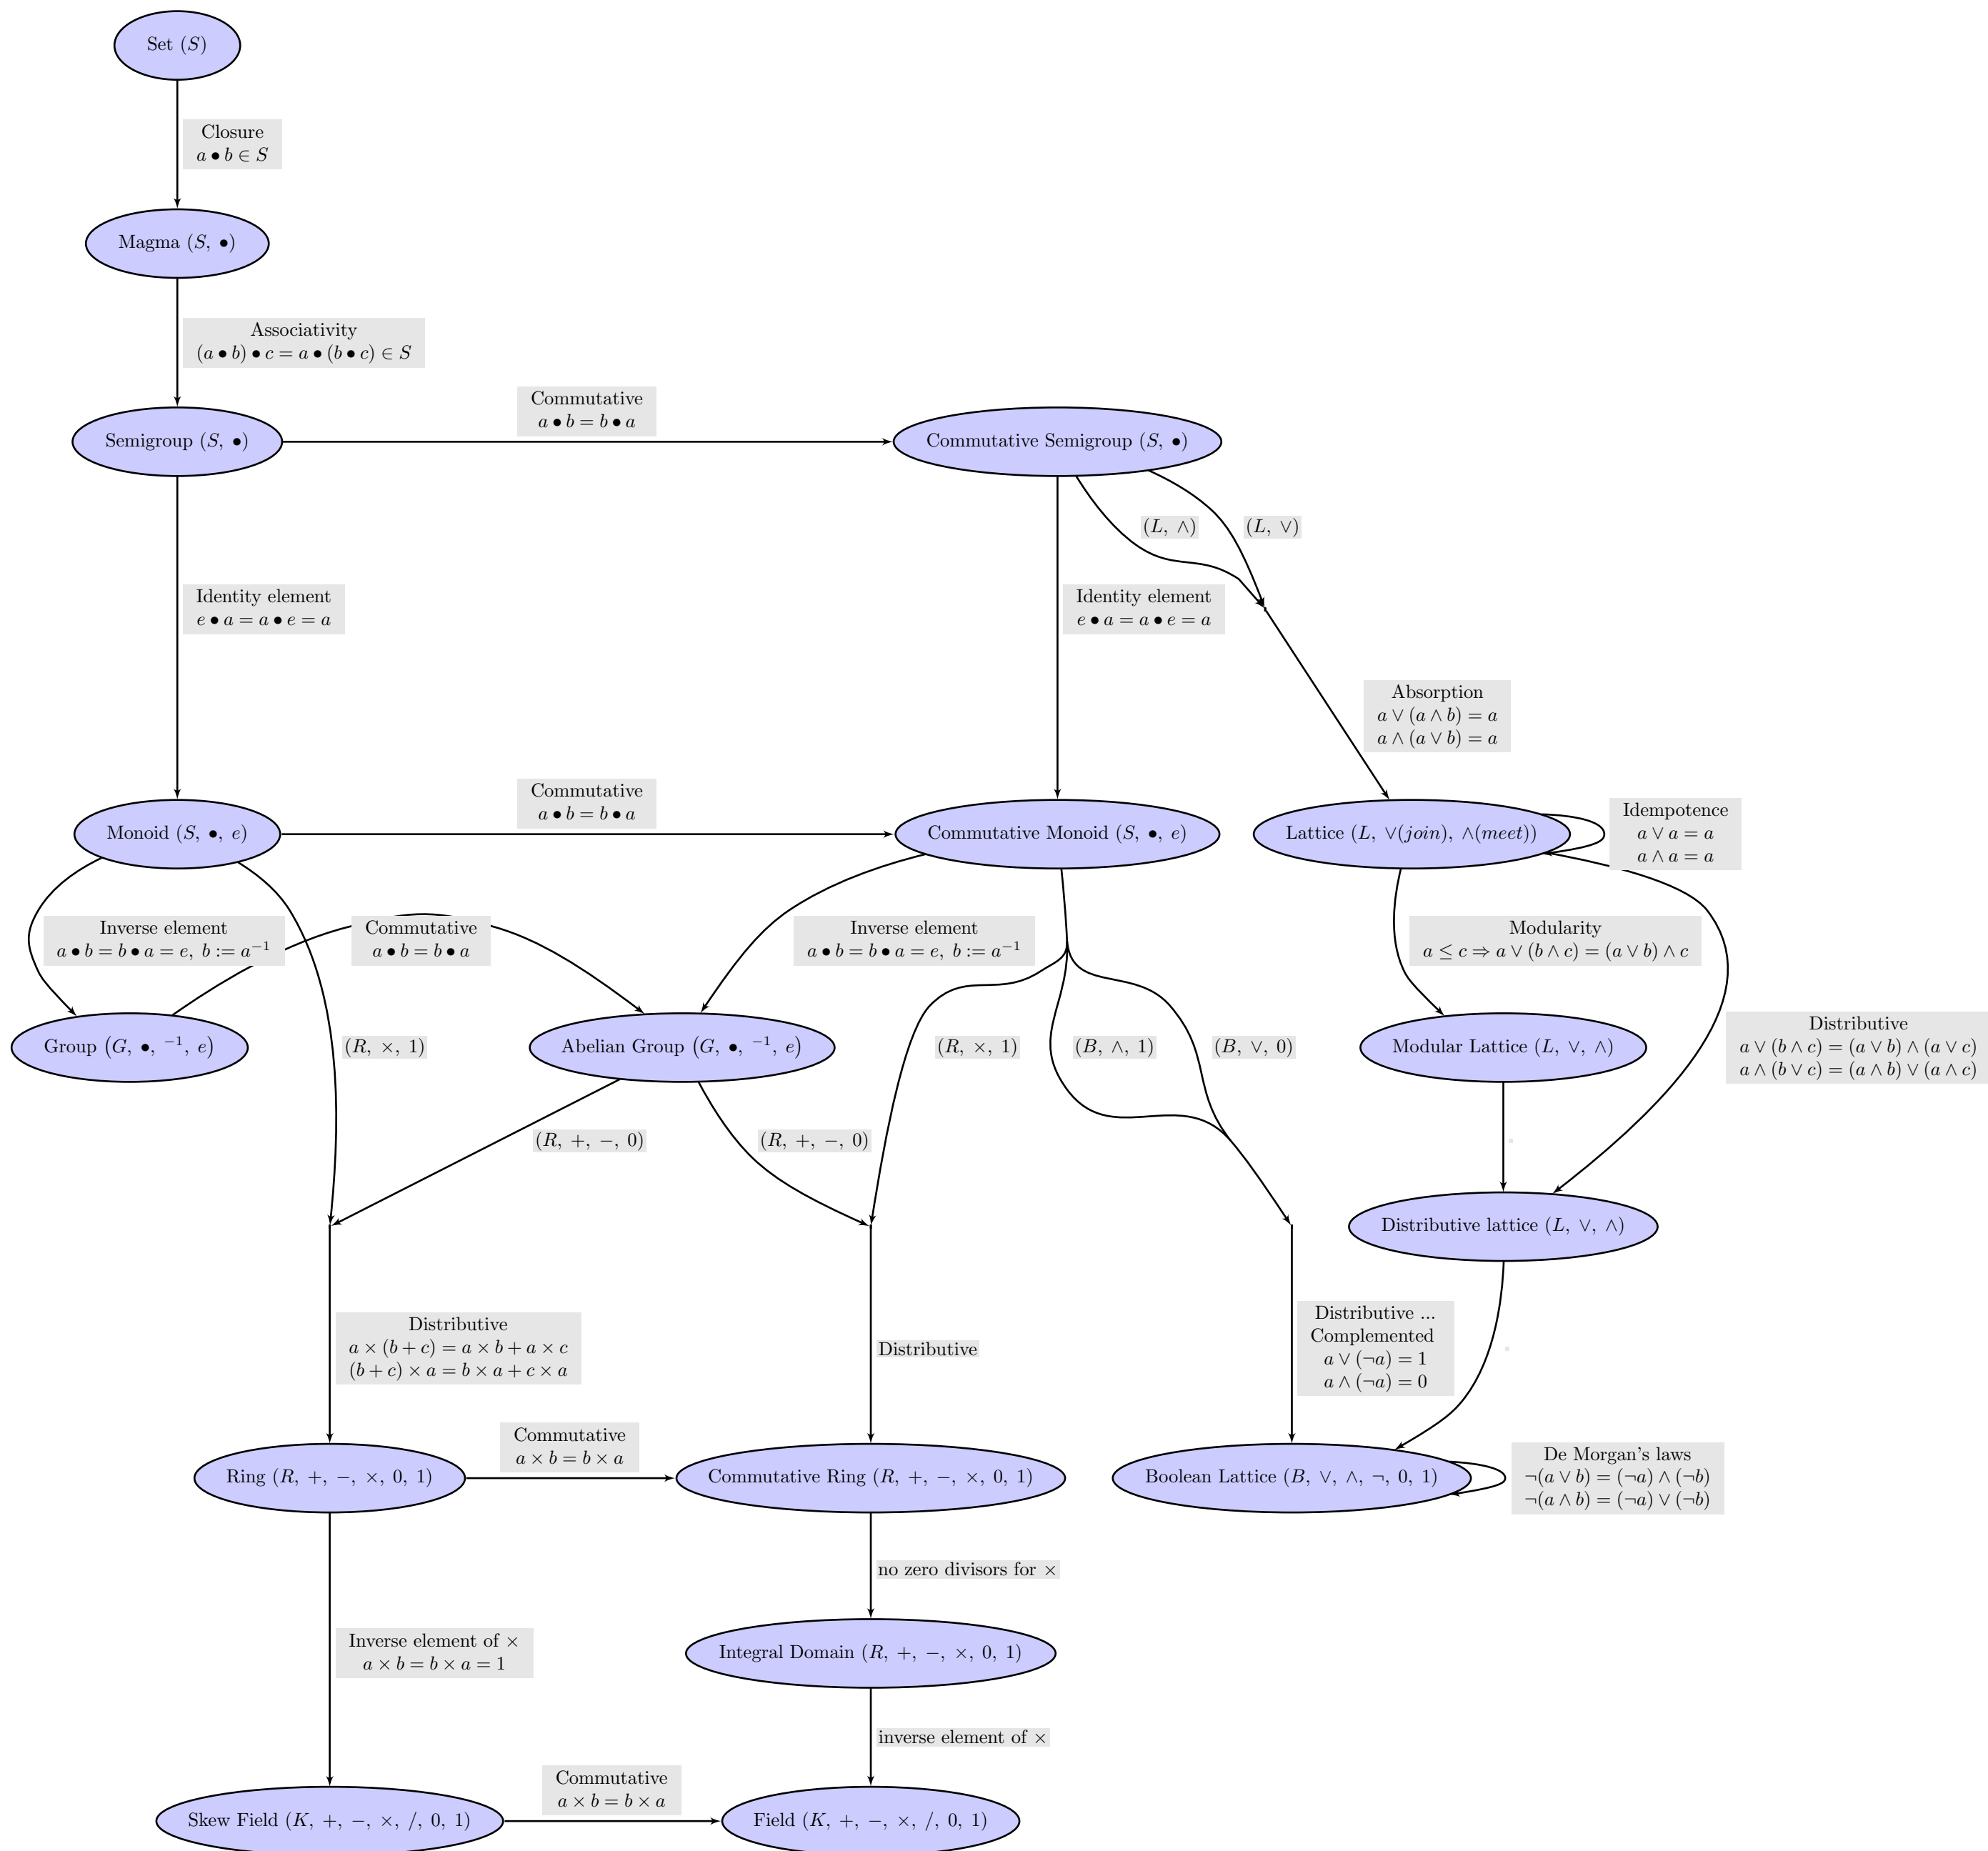 Set (S)
Closure
a • b ∈ S
Magma (S, •)
Associativity
(a • b) • c = a • (b • c) ∈ S
Commutative
a • b = b • a
Semigroup (S, •)
Commutative Semigroup (S, •)
(L, ∧)
(L, ∨)
Identity element
e • a = a • e = a
Identity element
e • a = a • e = a
Absorption
a ∨ (a ∧ b) = a
a ∧ (a ∨ b) = a
Commutative
a • b = b • a
Monoid (S, •, e)
Commutative Monoid (S, •, e)
Lattice (L, ∨(join), ∧(meet))
Idempotence
a ∨ a = a
a ∧ a = a
Inverse element
a • b = b • a = e, b := a⁻¹
Commutative
a • b = b • a
Inverse element
a • b = b • a = e, b := a⁻¹
Modularity
a ≤ c ⇒ a ∨ (b ∧ c) = (a ∨ b) ∧ c
Group (G, •, ⁻¹, e)
(R, ×, 1)
Abelian Group (G, •, ⁻¹, e)
(R, ×, 1)
(B, ∧, 1)
(B, ∨, 0)
Modular Lattice (L, ∨, ∧)
Distributive
a ∨ (b ∧ c) = (a ∨ b) ∧ (a ∨ c)
a ∧ (b ∨ c) = (a ∧ b) ∨ (a ∧ c)
(R, +, −, 0)
(R, +, −, 0)
Distributive lattice (L, ∨, ∧)
Distributive
a × (b + c) = a × b + a × c
(b + c) × a = b × a + c × a
Distributive
Distributive ...
Complemented
a ∨ (¬a) = 1
a ∧ (¬a) = 0
Commutative
a × b = b × a
Ring (R, +, −, ×, 0, 1)
Commutative Ring (R, +, −, ×, 0, 1)
Boolean Lattice (B, ∨, ∧, ¬, 0, 1)
De Morgan's laws
¬(a ∨ b) = (¬a) ∧ (¬b)
¬(a ∧ b) = (¬a) ∨ (¬b)
no zero divisors for ×
Inverse element of ×
a × b = b × a = 1
Integral Domain (R, +, −, ×, 0, 1)
inverse element of ×
Commutative
a × b = b × a
Skew Field (K, +, −, ×, /, 0, 1)
Field (K, +, −, ×, /, 0, 1)